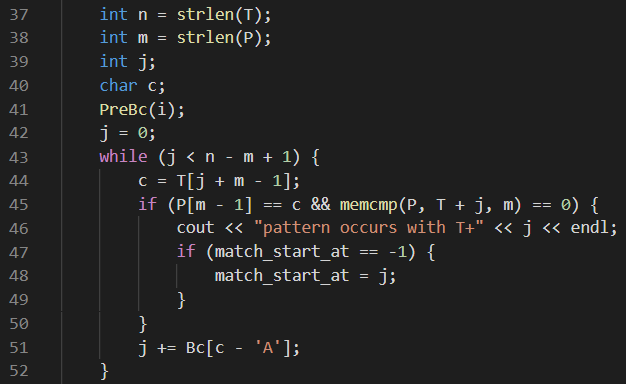 37 int n = strlen(T);
38 int m = strlen(P);
39 int j;
40 char c;
41 PreBc(i);
42 j = 0;
43 while (j < n - m + 1) {
44 c = T[j + m - 1];
45 if (P[m - 1] == c && memcmp(P, T + j, m) == 0) {
46 cout << "pattern occurs with T+" << j << endl;
47 if (match_start_at == -1) {
48 match_start_at = j;
49 }
50 }
51 j += Bc[c - 'A'];
52 }